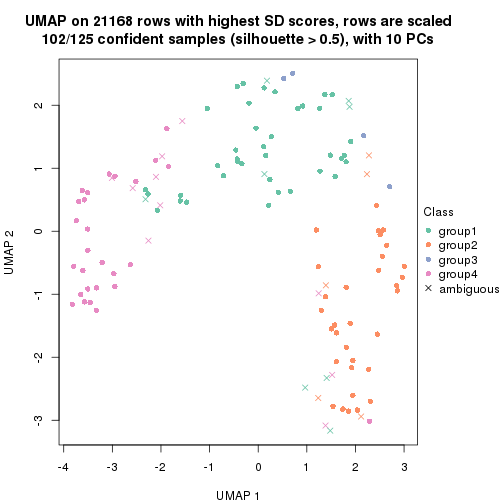 UMAP on 21168 rows with highest SD scores, rows are scaled
102/125 confident samples (silhouette > 0.5), with 10 PCs
UMAP 2
2
1
0
-1
-2
-3
-4
-3
-2
-1
0
1
2
3
UMAP 1
Class
group1
group2
group3
group4
ambiguous